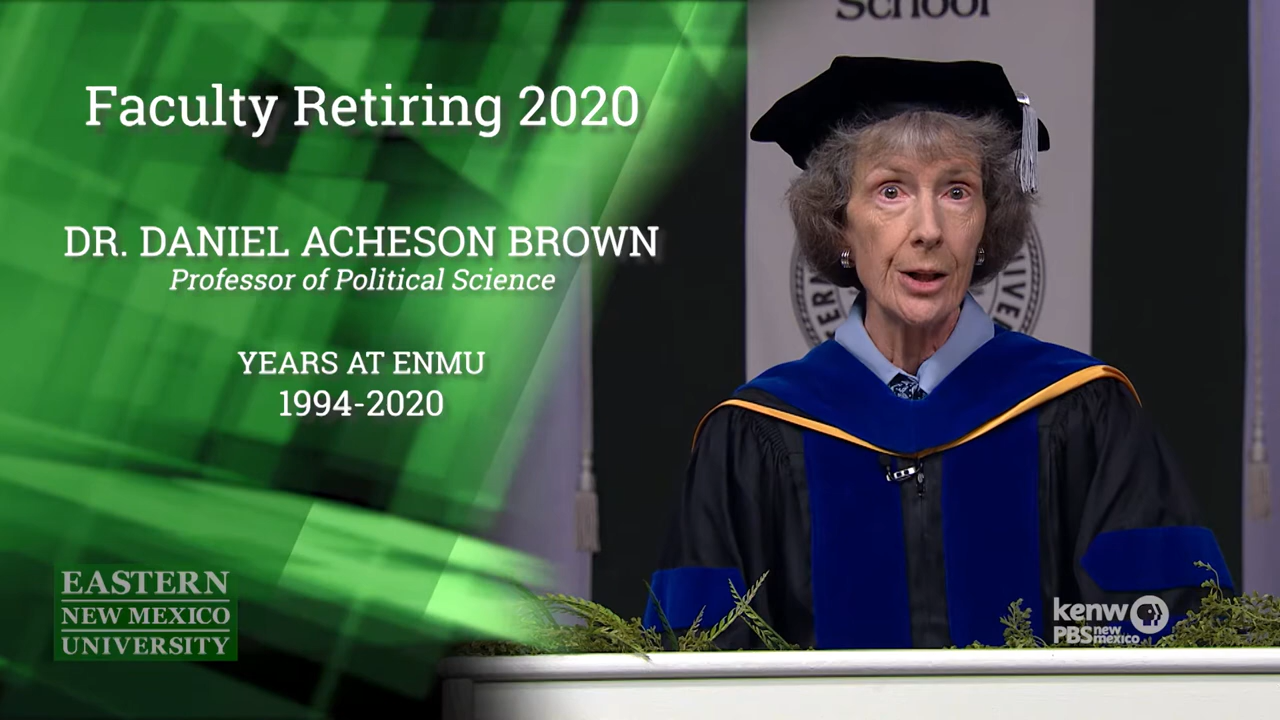 Faculty Retiring 2020
DR. DANIEL ACHESON BROWN
Professor of Political Science
YEARS AT ENMU
1994-2020
EASTERN
NEW MEXICO
UNIVERSITY
School
kenw
PBS new mexico